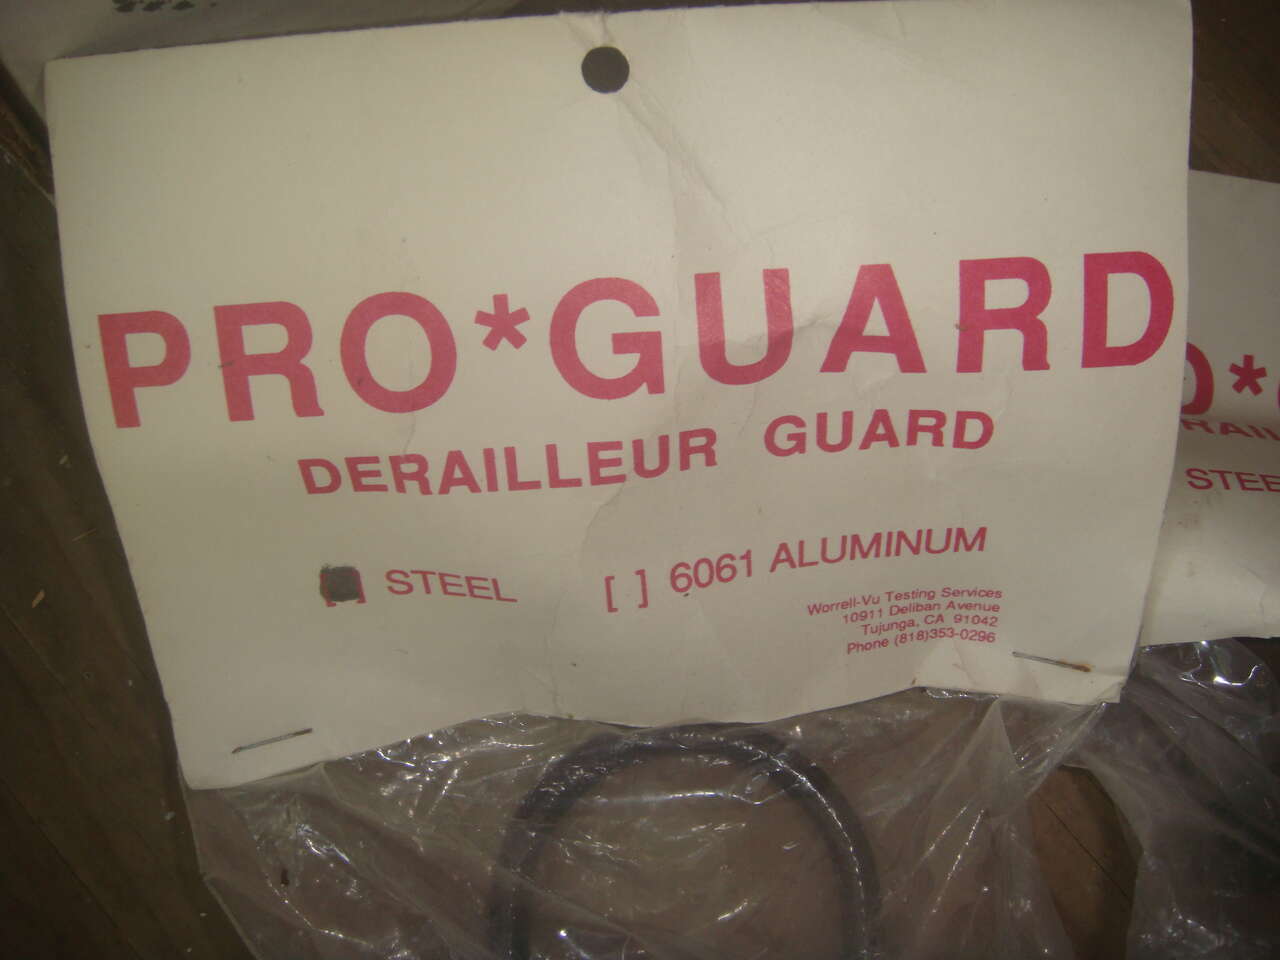 PRO*GUARD
DERAILLEUR GUARD
[ ] STEEL [ ] 6061 ALUMINUM
Worrell-Vu Testing Services
10911 Deliban Avenue
Tujunga, CA 91042
Phone (818)353-0296
STEE